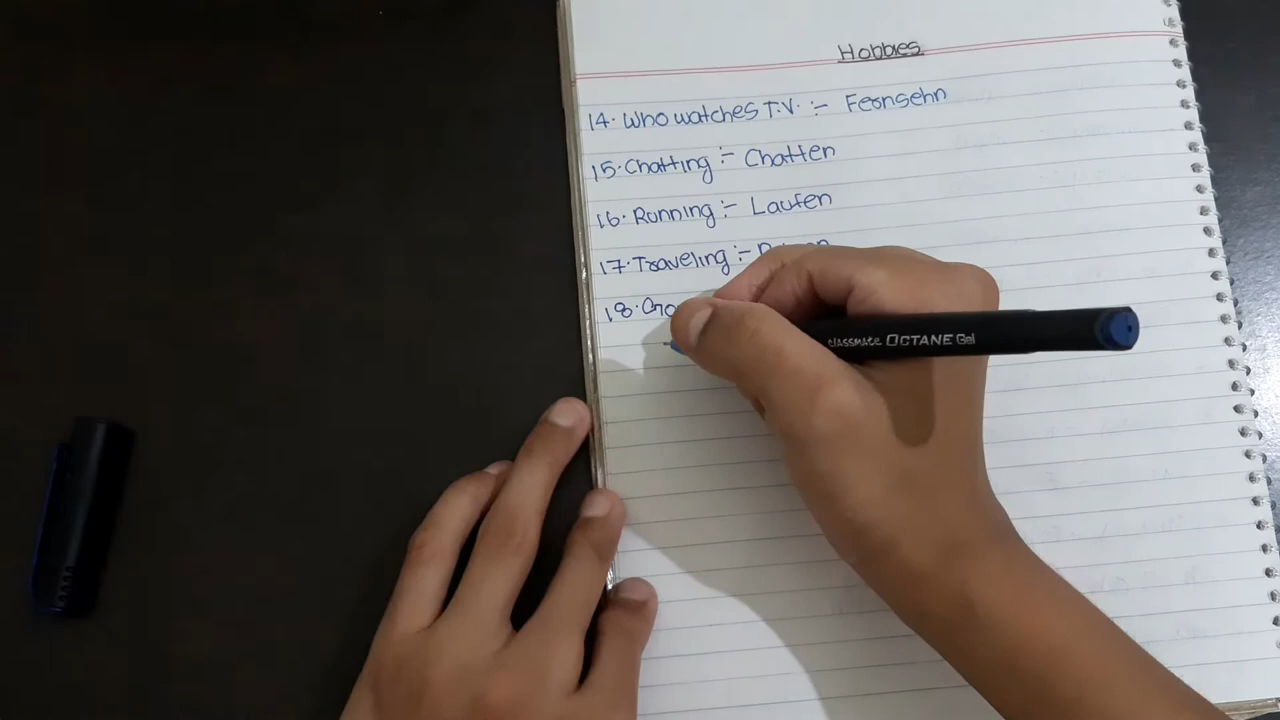 Hobbies
14. Who watches T.V. :- Fernsehn
15. Chatting :- Chatten
16. Running :- Laufen
17. Traveling :-
18.
classmate OCTANE Gel